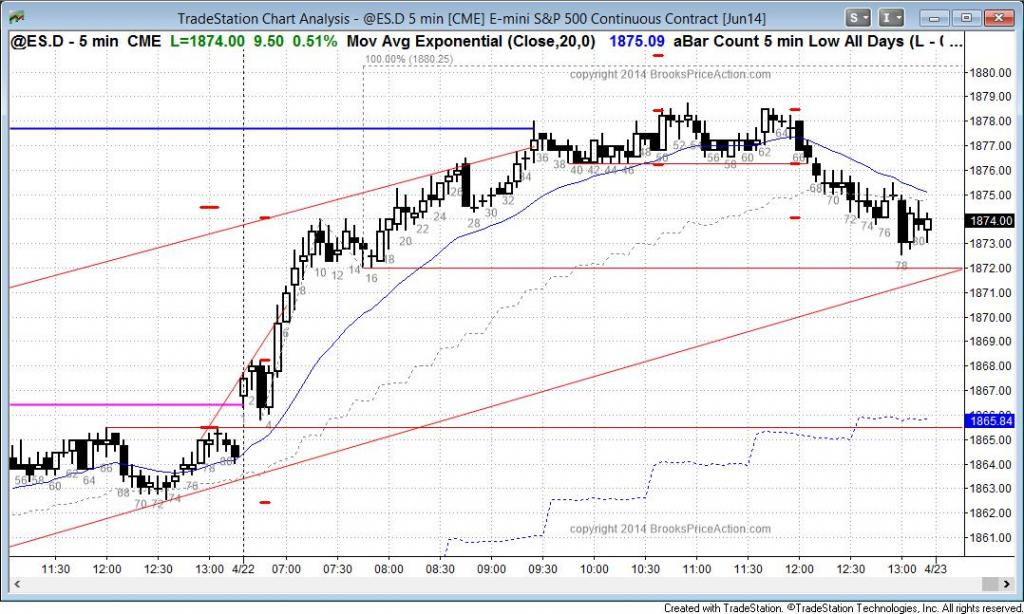 TradeStation Chart Analysis - @ES.D 5 min [CME] E-mini S&P 500 Continuous Contract [Jun14]
S I
@ES.D - 5 min CME L=1874.00 9.50 0.51% Mov Avg Exponential (Close,20,0) 1875.09 aBar Count 5 min Low All Days (L - ( ...
100.00% (1880.25)
copyright 2014 BrooksPriceAction.com
1880.00
1879.00
1878.00
1877.00
1876.00
1875.00
1874.00
1873.00
1872.00
1871.00
1870.00
1869.00
1868.00
1867.00
1865.84
1865.00
1864.00
1863.00
1862.00
1861.00
36 38 40 42 44 46 48 50 52 56 58 60 62 64 66
68 70 72 74 76 78 80
10 12 14 16 18 20 22 24 26 28 30 32 34
2 4 6 8
56 58 60 62 64 66 68 70 72 74 76 78 80
copyright 2014 BrooksPriceAction.com
11:30 12:00 12:30 13:00 4/22 07:00 07:30 08:00 08:30 09:00 09:30 10:00 10:30 11:00 11:30 12:00 12:30 13:00 4/23
Created with TradeStation. ©TradeStation Technologies, Inc. All rights reserved.